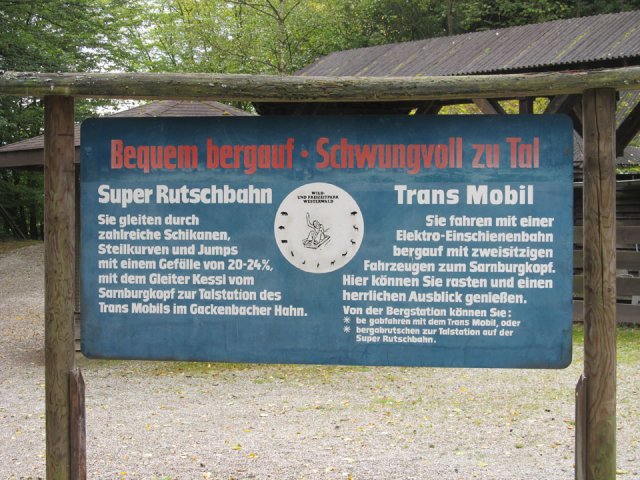 Bequem bergauf · Schwungvoll zu Tal
Super Rutschbahn
Sie gleiten durch
zahlreiche Schikanen,
Steilkurven und Jumps
mit einem Gefälle von 20-24%,
mit dem Gleiter Kessl vom
Sarnburgkopf zur Talstation des
Trans Mobils im Gackenbacher Hahn.
WILD-
UND FREIZEITPARK
WESTERWALD
Trans Mobil
Sie fahren mit einer
Elektro-Einschienenbahn
bergauf mit zweisitzigen
Fahrzeugen zum Sarnburgkopf.
Hier können Sie rasten und einen
herrlichen Ausblick genießen.
Von der Bergstation können Sie:
* be gobfahren mit dem Trans Mobil, oder
* bergabrutschen zur Talstation auf der
Super Rutschbahn.